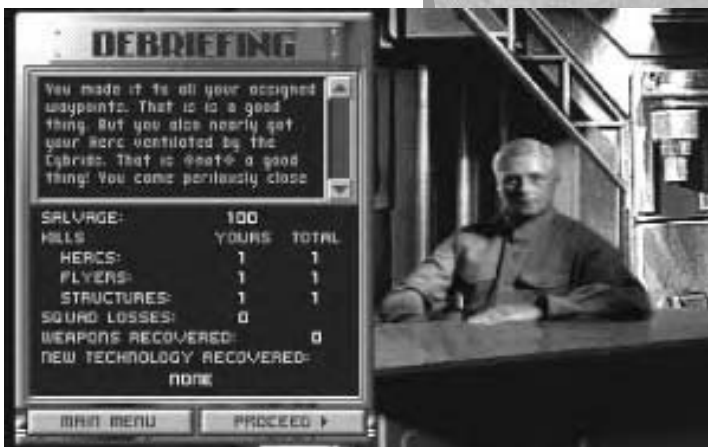 DEBRIEFING
You made it to all your assigned
waypoints. That is is a good
thing. But you also nearly got
your Herc ventilated by the
Cybrids. That is *not* a good
thing! You came perilously close
SALVAGE: 100
KILLS YOURS TOTAL
HERCS: 1 1
FLYERS: 1 1
STRUCTURES: 1 1
SQUAD LOSSES: 0
WEAPONS RECOVERED: 0
NEW TECHNOLOGY RECOVERED:
NONE
MAIN MENU PROCEED